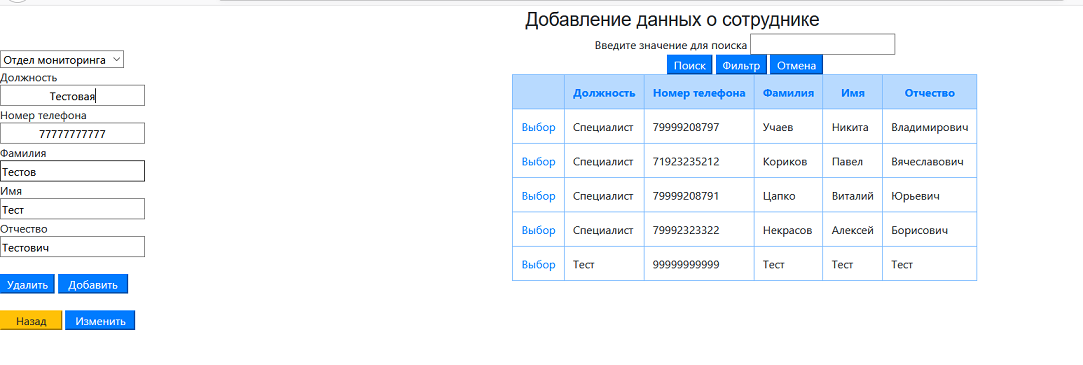 Добавление данных о сотруднике
Введите значение для поиска
Поиск Фильтр Отмена
Отдел мониторинга
Должность
Тестовая
Номер телефона
77777777777
Фамилия
Тестов
Имя
Тест
Отчество
Тестович
Удалить Добавить
Назад Изменить
Должность Номер телефона Фамилия Имя Отчество
Выбор Специалист 79999208797 Учаев Никита Владимирович
Выбор Специалист 71923235212 Кориков Павел Вячеславович
Выбор Специалист 79999208791 Цапко Виталий Юрьевич
Выбор Специалист 79992323322 Некрасов Алексей Борисович
Выбор Тест 99999999999 Тест Тест Тест